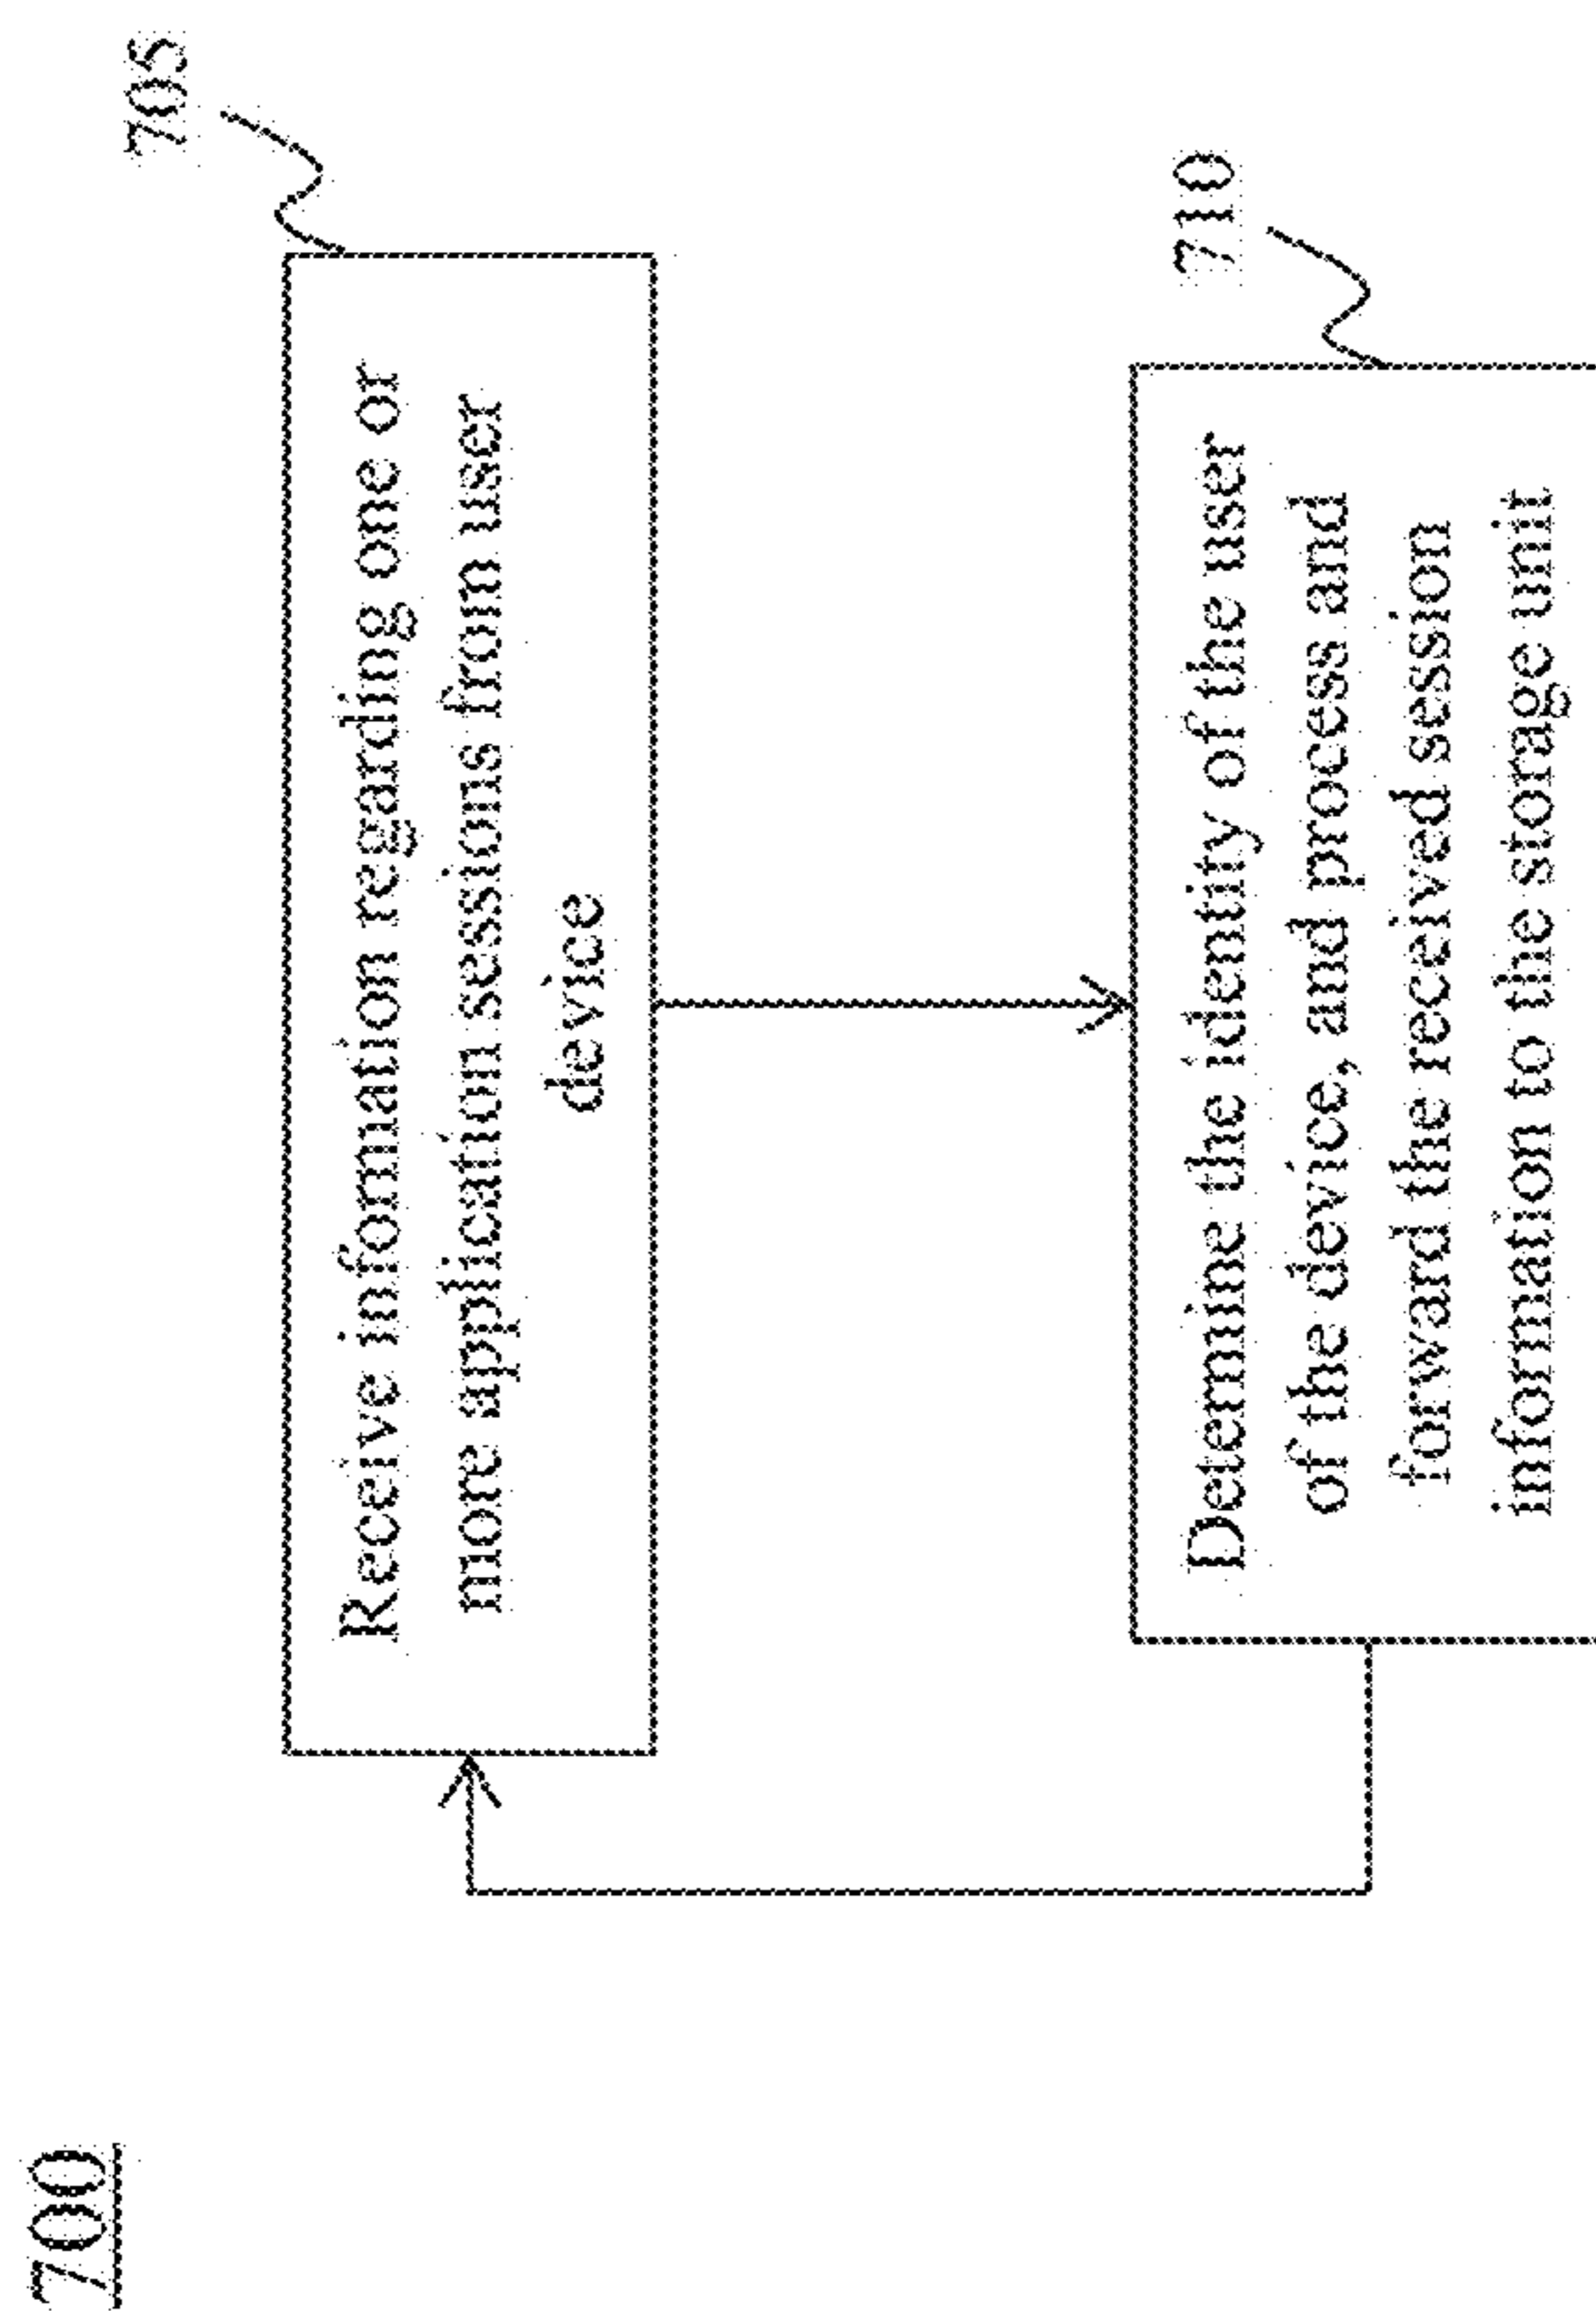 700
705
Receive information regarding one or
more application sessions from user
device
710
Determine the identity of the user
of the device, and process and
forward the received session
information to the storage unit